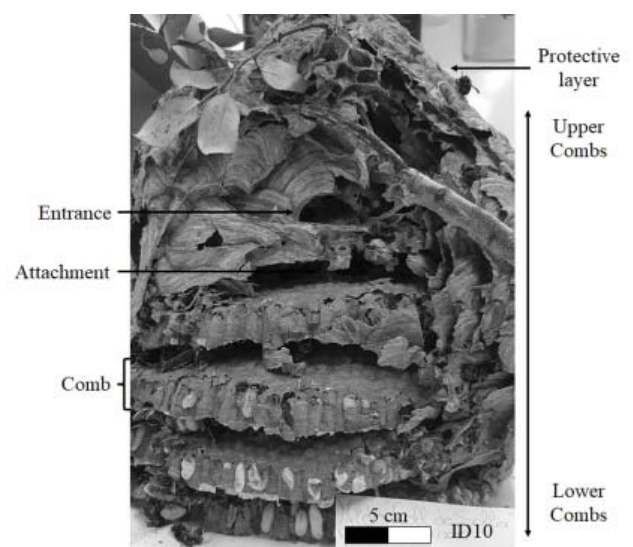 Protective
layer
Upper
Combs
Entrance
Attachment
Comb
Lower
Combs
5 cm
ID10